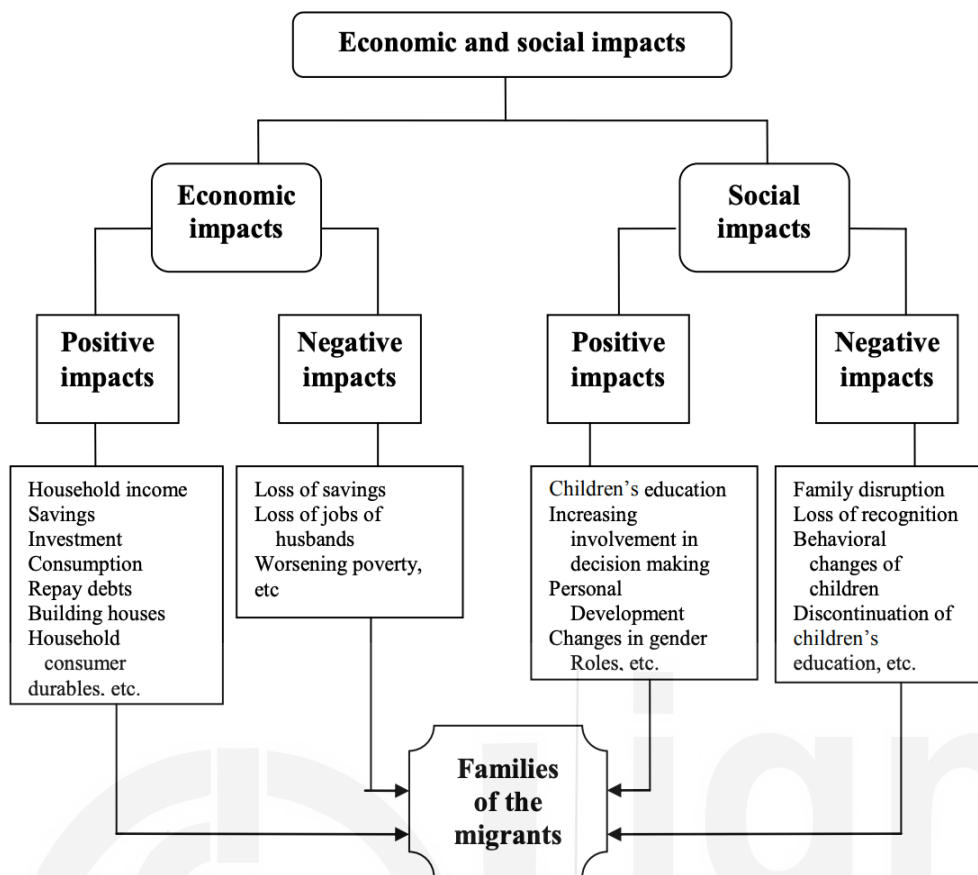 Economic and social impacts
Economic
impacts
Social
impacts
Positive
impacts
Negative
impacts
Positive
impacts
Negative
impacts
Household income
Savings
Investment
Consumption
Repay debts
Building houses
Household
consumer
durables, etc.
Loss of savings
Loss of jobs of
husbands
Worsening poverty,
etc
Children's education
Increasing
involvement in
decision making
Personal
Development
Changes in gender
Roles, etc.
Family disruption
Loss of recognition
Behavioral
changes of
children
Discontinuation of
children's
education, etc.
Families
of the
migrants